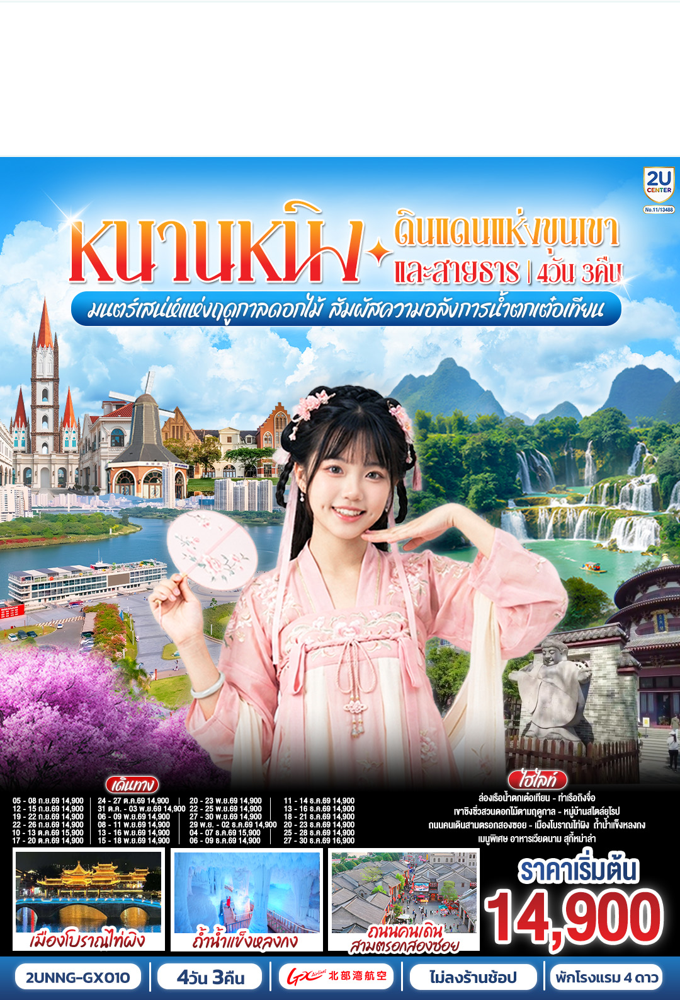 2U
CENTER
No.11/13488
หนานหนิง
ดินแดนแห่งขุนเขา
และสายธาร | 4วัน 3คืน
มนตร์เสน่ห์แห่งฤดูกาลดอกไม้ สัมผัสความอลังการน้ำตกเต๋อเทียน
เดินทาง
05 - 08 ก.ย.69 14,900
12 - 15 ก.ย.69 14,900
19 - 22 ก.ย.69 14,900
22 - 26 ก.ย.69 14,900
10 - 13 ต.ค.69 15,900
17 - 20 ต.ค.69 14,900
24 - 27 ต.ค.69 14,900
31 ต.ค. - 03 พ.ย.69 14,900
06 - 09 พ.ย.69 14,900
08 - 11 พ.ย.69 14,900
13 - 16 พ.ย.69 14,900
15 - 18 พ.ย.69 14,900
20 - 23 พ.ย.69 14,900
22 - 25 พ.ย.69 14,900
27 - 30 พ.ย.69 14,900
29 พ.ย. - 02 ธ.ค.69 14,900
04 - 07 ธ.ค.69 15,900
06 - 09 ธ.ค.69 14,900
11 - 14 ธ.ค.69 14,900
13 - 16 ธ.ค.69 14,900
18 - 21 ธ.ค.69 14,900
20 - 23 ธ.ค.69 14,900
25 - 28 ธ.ค.69 14,900
27 - 30 ธ.ค.69 16,900
ไฮไลท์
ล่องเรือน้ำตกเต๋อเทียน - ท่าเรือถิงจื่อ
เขาชิงซิ่วสวนดอกไม้ตามฤดูกาล - หมู่บ้านสไตล์ยุโรป
ถนนคนเดินสามตรอกสองซอย - เมืองโบราณไท่ผิง ถ้ำน้ำแข็งหลงกง
เมนูพิเศษ อาหารเวียดนาม สุกี้หม่าล่า
เมืองโบราณไท่ผิง
ถ้ำน้ำแข็งหลงกง
ถนนคนเดิน
สามตรอกสองซอย
ราคาเริ่มต้น
14,900
2UNNG-GX010
4วัน 3คืน
GX Airlines 北部湾航空
ไม่ลงร้านช้อป
พักโรงแรม 4 ดาว